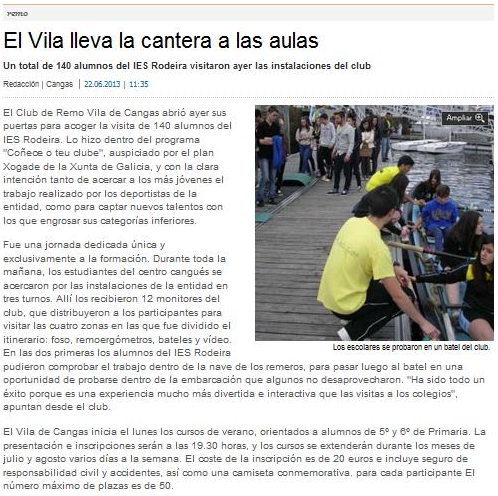 remo
El Vila lleva la cantera a las aulas
Un total de 140 alumnos del IES Rodeira visitaron ayer las instalaciones del club
Redacción | Cangas | 22.06.2013 | 11:35
El Club de Remo Vila de Cangas abrió ayer sus
puertas para acoger la visita de 140 alumnos del
IES Rodeira. Lo hizo dentro del programa
"Coñece o teu clube", auspiciado por el plan
Xogade de la Xunta de Galicia, y con la clara
intención tanto de acercar a los más jóvenes el
trabajo realizado por los deportistas de la
entidad, como para captar nuevos talentos con
los que engrosar sus categorías inferiores.
Ampliar
Los escolares se probaron en un batel del club.
Fue una jornada dedicada única y
exclusivamente a la formación. Durante toda la
mañana, los estudiantes del centro cangués se
acercaron por las instalaciones de la entidad en
tres turnos. Allí los recibieron 12 monitores del
club, que distribuyeron a los participantes para
visitar las cuatro zonas en las que fue dividido el
itinerario: foso, remoergómetros, bateles y vídeo.
En las dos primeras los alumnos del IES Rodeira
pudieron comprobar el trabajo dentro de la nave de los remeros, para pasar luego al batel en una
oportunidad de probarse dentro de la embarcación que algunos no desaprovecharon. "Ha sido todo un
éxito porque es una experiencia mucho más divertida e interactiva que las visitas a los colegios",
apuntan desde el club.
El Vila de Cangas inicia el lunes los cursos de verano, orientados a alumnos de 5º y 6º de Primaria. La
presentación e inscripciones serán a las 19.30 horas, y los cursos se extenderán durante los meses de
julio y agosto varios días a la semana. El coste de la inscripción es de 20 euros e incluye seguro de
responsabilidad civil y accidentes, así como una camiseta conmemorativa. para cada participante El
número máximo de plazas es de 50.